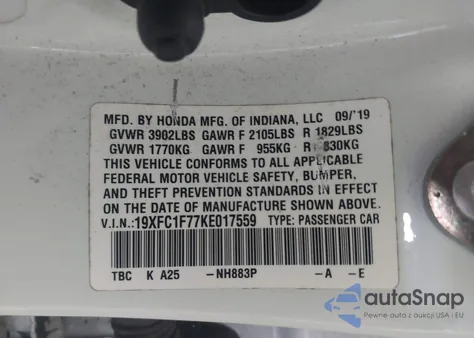 MFD. BY HONDA MFG. OF INDIANA, LLC 09/'19
GVWR 3902LBS GAWR F 2105LBS R 1829LBS
GVWR 1770KG GAWR F 955KG R 830KG
THIS VEHICLE CONFORMS TO ALL APPLICABLE
FEDERAL MOTOR VEHICLE SAFETY, BUMPER,
AND THEFT PREVENTION STANDARDS IN EFFECT
ON THE DATE OF MANUFACTURE SHOWN ABOVE.
V.I.N.:19XFC1F77KE017559 TYPE: PASSENGER CAR
TBC K A25 -NH883P -A -E
autoSnap
Pewne auta z aukcji USA i EU